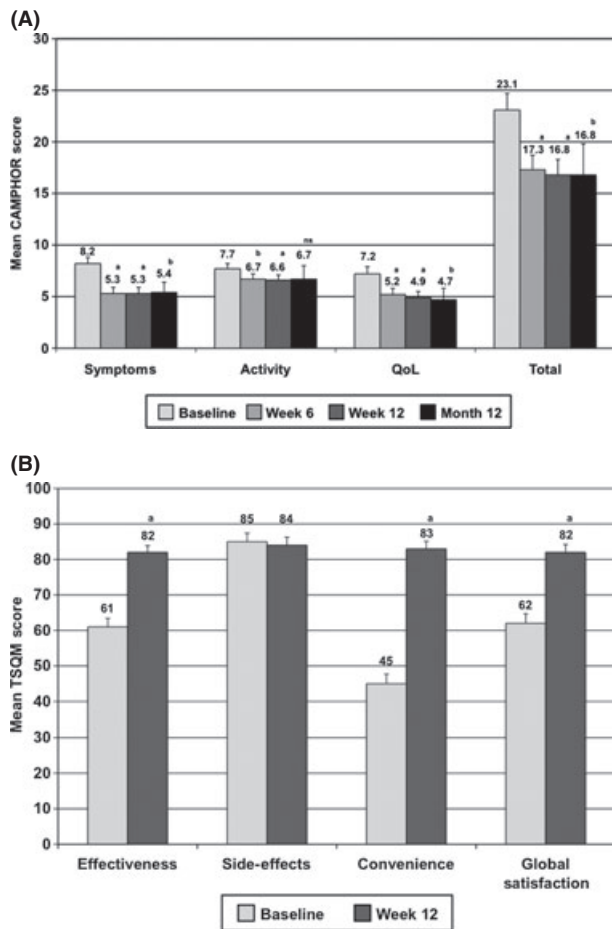 (A)
Mean CAMPHOR score
30
25
20
15
10
5
0
8.2
5.3 a
5.3 a
5.4 b
7.7
6.7 b
6.6 a
6.7 ns
7.2
5.2 a
4.9 a
4.7 b
23.1
17.3 a
16.8 a
16.8 b
Symptoms Activity QoL Total
Baseline Week 6 Week 12 Month 12
(B)
Mean TSQM score
100
90
80
70
60
50
40
30
20
10
0
61
82 a
85
84
45
83 a
62
82 a
Effectiveness Side-effects Convenience Global
satisfaction
Baseline Week 12